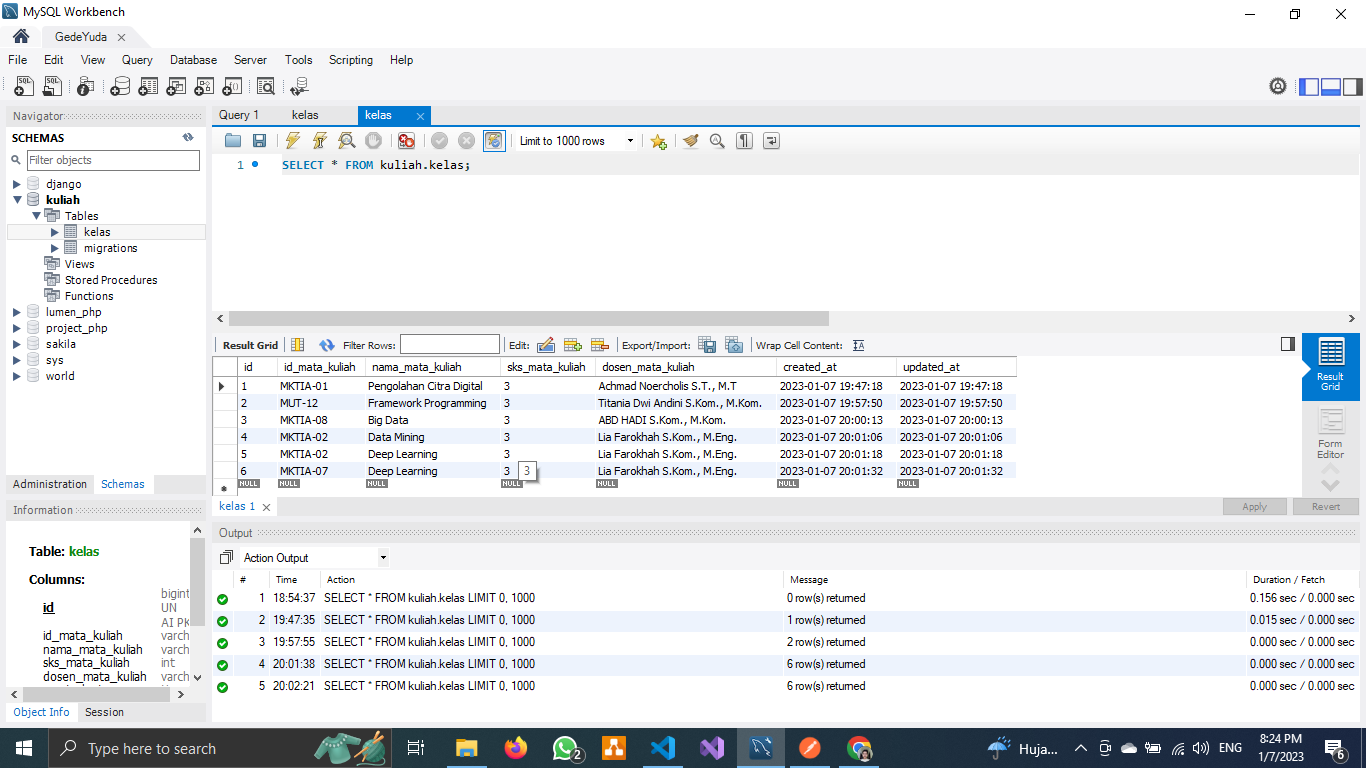 MySQL Workbench
GedeYuda
File Edit View Query Database Server Tools Scripting Help
Navigator
SCHEMAS
Filter objects
django
kuliah
Tables
kelas
migrations
Views
Stored Procedures
Functions
lumen_php
project_php
sakila
sys
world
Administration Schemas
Information
Table: kelas
Columns:
id bigint
UN
AI PK
id_mata_kuliah varch
nama_mata_kuliah varch
sks_mata_kuliah int
dosen_mata_kuliah varch
Object Info Session
Query 1 kelas kelas
Limit to 1000 rows
1 SELECT * FROM kuliah.kelas;
Result Grid Filter Rows: Edit: Export/Import: Wrap Cell Content:
id id_mata_kuliah nama_mata_kuliah sks_mata_kuliah dosen_mata_kuliah created_at updated_at
1 MKTIA-01 Pengolahan Citra Digital 3 Achmad Noercholis S.T., M.T 2023-01-07 19:47:18 2023-01-07 19:47:18
2 MUT-12 Framework Programming 3 Titania Dwi Andini S.Kom., M.Kom. 2023-01-07 19:57:50 2023-01-07 19:57:50
3 MKTIA-08 Big Data 3 ABD HADI S.Kom., M.Kom. 2023-01-07 20:00:13 2023-01-07 20:00:13
4 MKTIA-02 Data Mining 3 Lia Farokhah S.Kom., M.Eng. 2023-01-07 20:01:06 2023-01-07 20:01:06
5 MKTIA-02 Deep Learning 3 Lia Farokhah S.Kom., M.Eng. 2023-01-07 20:01:18 2023-01-07 20:01:18
6 MKTIA-07 Deep Learning 3 3 Lia Farokhah S.Kom., M.Eng. 2023-01-07 20:01:32 2023-01-07 20:01:32
NULL NULL NULL NULL NULL NULL NULL
Result
Grid
Form
Editor
kelas 1 Apply Revert
Output
Action Output
# Time Action Message Duration / Fetch
1 18:54:37 SELECT * FROM kuliah.kelas LIMIT 0, 1000 0 row(s) returned 0.156 sec / 0.000 sec
2 19:47:35 SELECT * FROM kuliah.kelas LIMIT 0, 1000 1 row(s) returned 0.015 sec / 0.000 sec
3 19:57:55 SELECT * FROM kuliah.kelas LIMIT 0, 1000 2 row(s) returned 0.000 sec / 0.000 sec
4 20:01:38 SELECT * FROM kuliah.kelas LIMIT 0, 1000 6 row(s) returned 0.000 sec / 0.000 sec
5 20:02:21 SELECT * FROM kuliah.kelas LIMIT 0, 1000 6 row(s) returned 0.000 sec / 0.000 sec
Type here to search 2 Huja... ENG 8:24 PM
1/7/2023 6